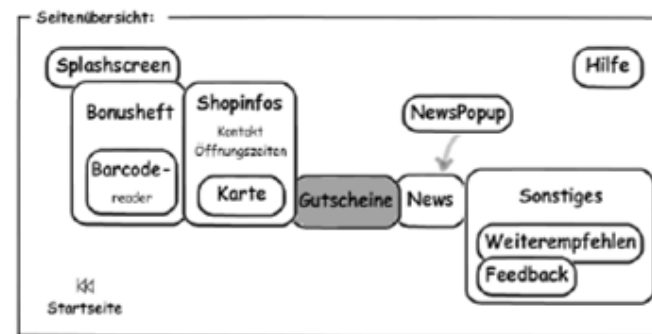 Seitenübersicht:
Splashscreen
Hilfe
Bonusheft
Barcode-
reader
Shopinfos
Kontakt
Öffnungszeiten
Karte
Gutscheine
NewsPopup
News
Sonstiges
Weiterempfehlen
Feedback
Startseite